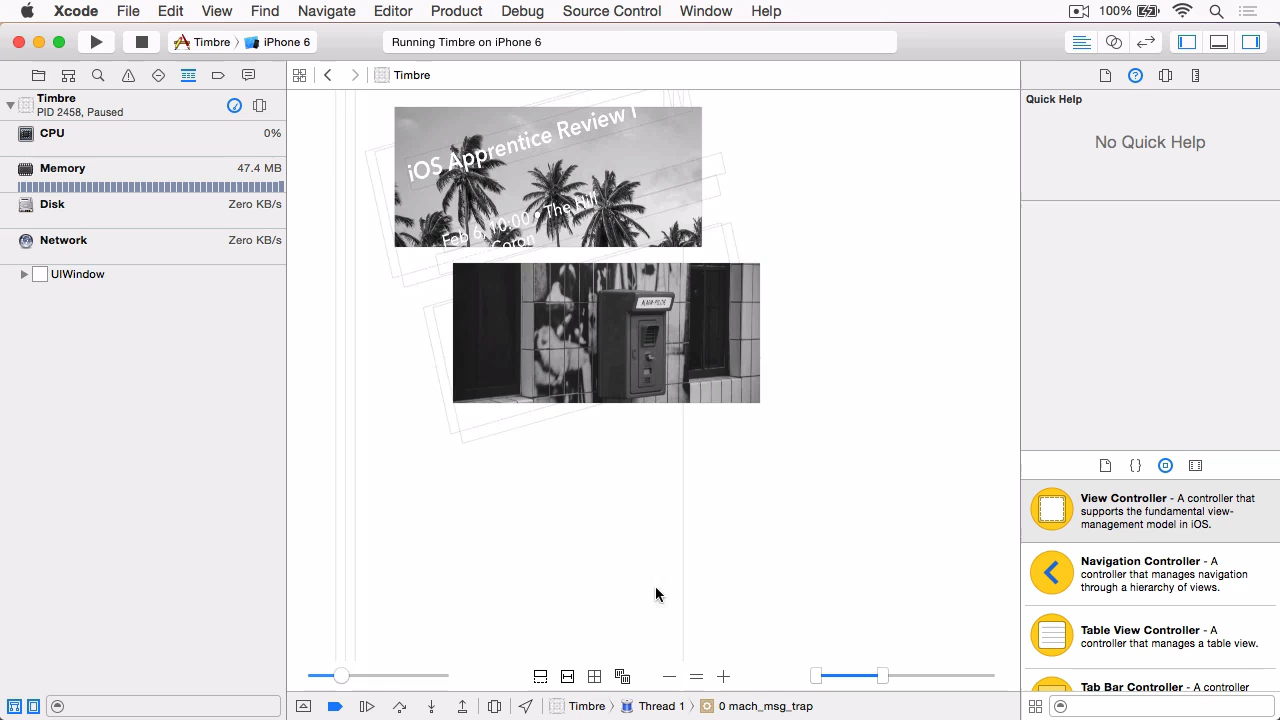 Xcode File Edit View Find Navigate Editor Product Debug Source Control Window Help 100%
Timbre iPhone 6 Running Timbre on iPhone 6
Timbre
Timbre
PID 2458, Paused
CPU 0%
Memory 47.4 MB
Disk Zero KB/s
Network Zero KB/s
UIWindow
iOS Apprentice Review I
Feb 6, 10:00 • The Hill
Coron
Quick Help
No Quick Help
View Controller - A controller that
supports the fundamental view-
management model in iOS.
Navigation Controller - A
controller that manages navigation
through a hierarchy of views.
Table View Controller - A
controller that manages a table view.
Tab Bar Controller - A controller
Timbre Thread 1 0 mach_msg_trap